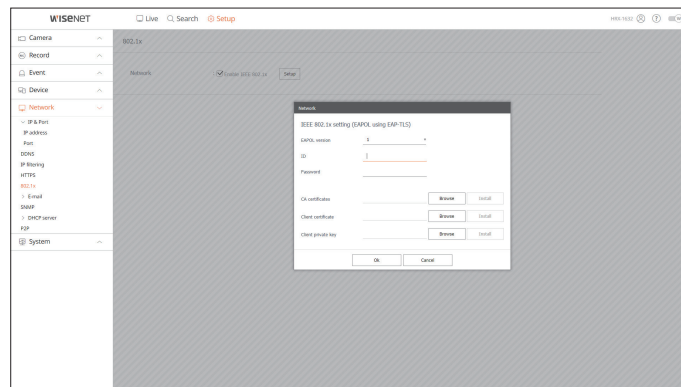 WISENET
Live Search Setup
HRX-1632
Camera
Record
Event
Device
Network
IP & Port
IP address
Port
DDNS
IP filtering
HTTPS
802.1x
E-mail
SNMP
DHCP server
P2P
System
802.1x
Network Enable IEEE 802.1x Setup
Network
IEEE 802.1x setting (EAPOL using EAP-TLS)
EAPOL version
ID
Password
CA certificates Browse Install
Client certificate Browse Install
Client private key Browse Install
Ok Cancel